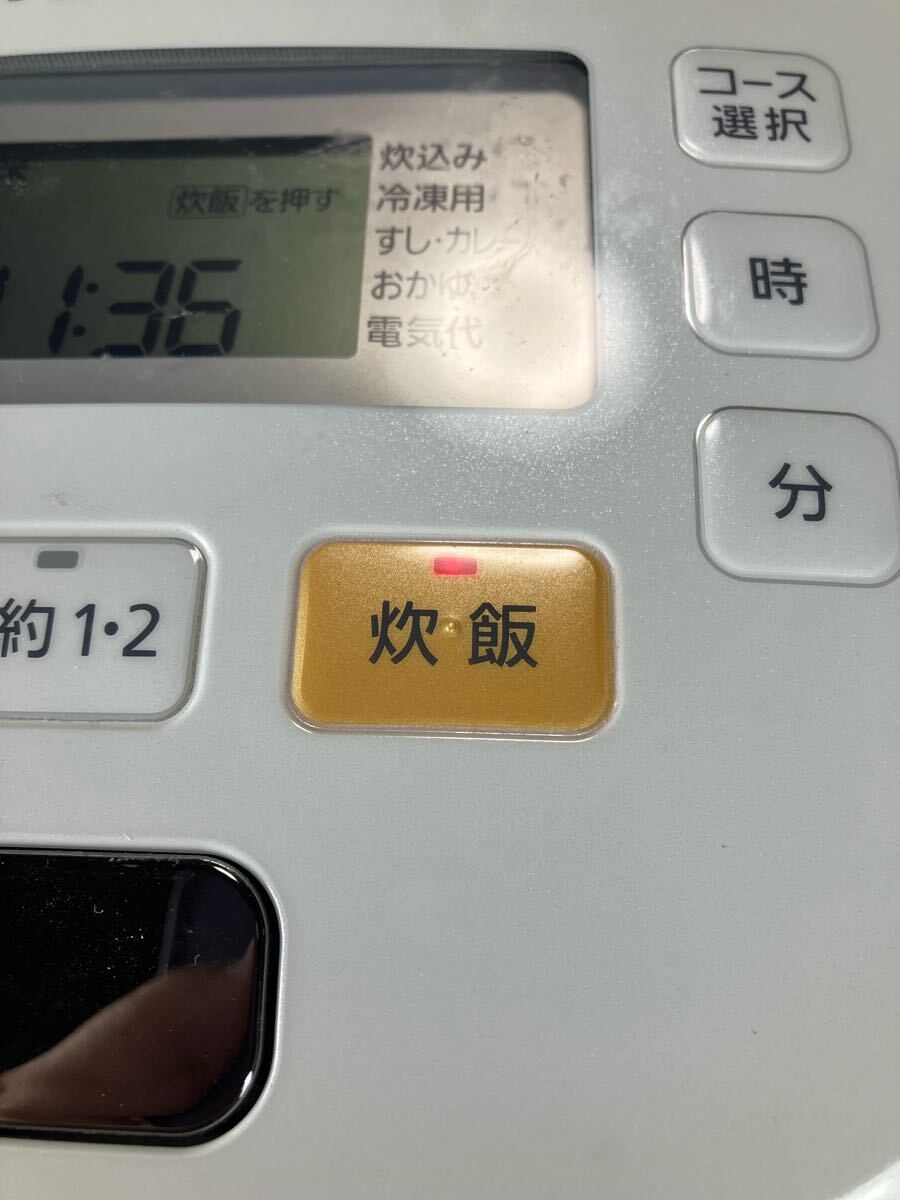 コース
選択
炊込み
炊飯を押す
冷凍用
すし・カレー
時
おかゆ
11:36
電気代
分
約1・2
炊飯